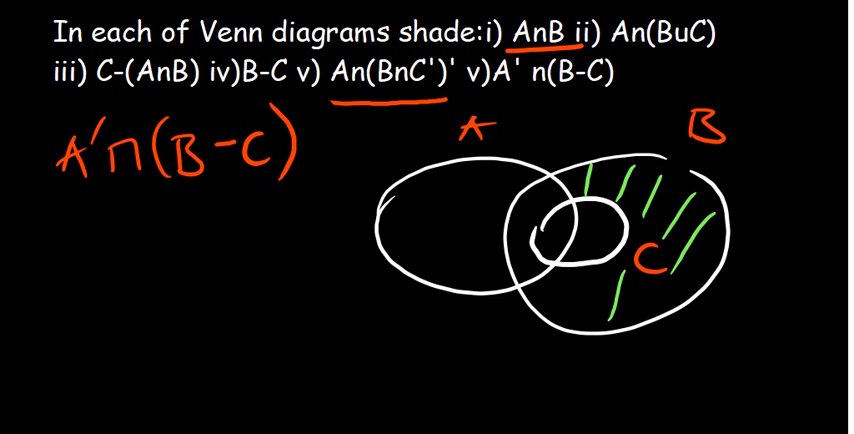 In each of Venn diagrams shade:i) AnB ii) An(BuC)
iii) C-(AnB) iv)B-C v) An(BnC')' v)A' n(B-C)
A B
A'∩(B-C)
C